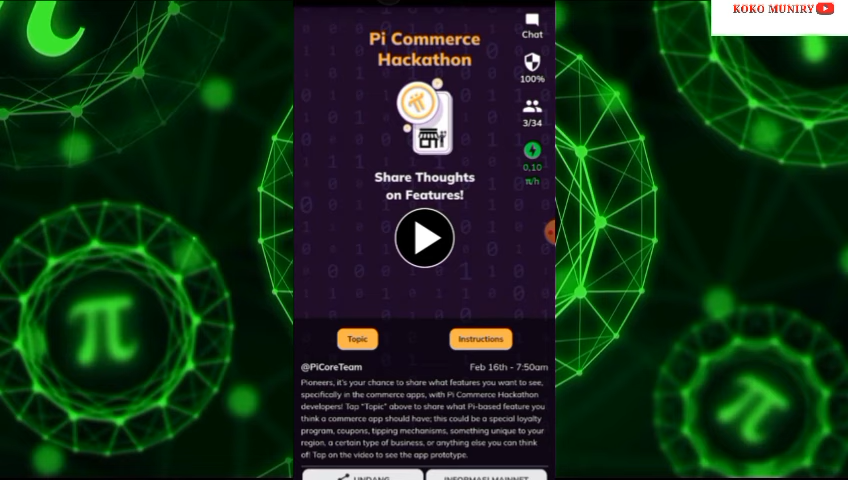 KOKO MUNIRY
Pi Commerce
Hackathon
Chat
100%
3/34
0,10
π/h
Share Thoughts
on Features!
Topic
Instructions
@PiCoreTeam
Feb 16th - 7:50am
Pioneers, it's your chance to share what features you want to see,
specifically in the commerce apps, with Pi Commerce Hackathon
developers! Tap "Topic" above to share what Pi-based feature you
think a commerce app should have; this could be a special loyalty
program, coupons, tipping mechanisms, something unique to your
region, a certain type of business, or anything else you can think
of! Tap on the video to see the app prototype.
UNDANG
INFORMASI MAINNET